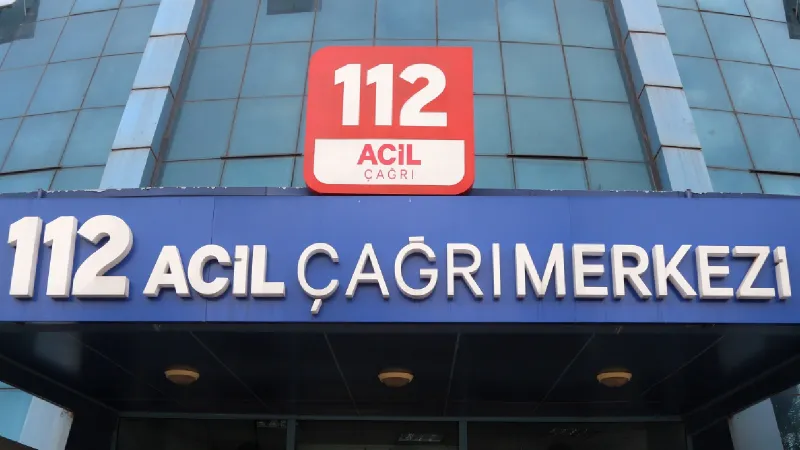 112
ACİL
ÇAĞRI
112 ACİL ÇAĞRI MERKEZİ